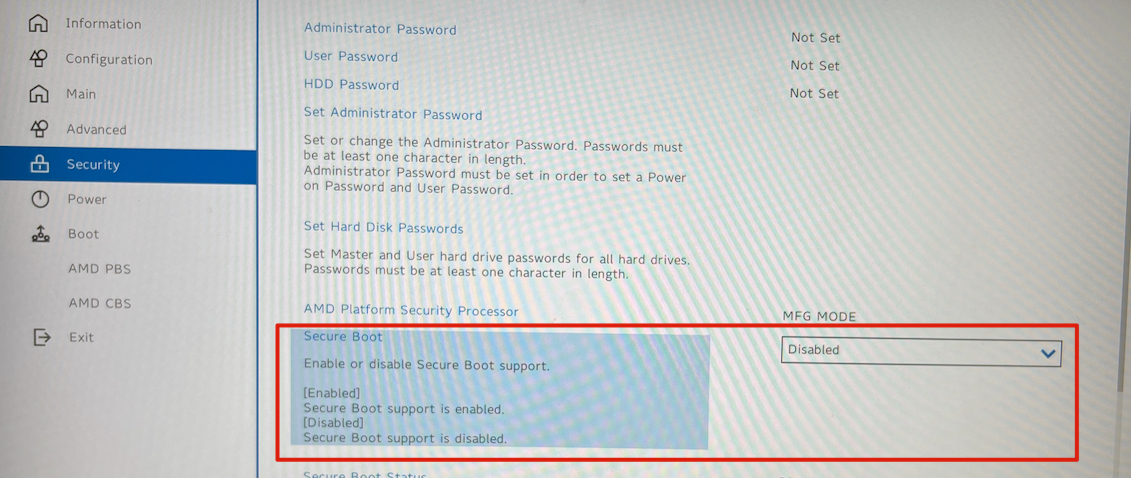 Information
Configuration
Main
Advanced
Security
Power
Boot
AMD PBS
AMD CBS
Exit
Administrator Password
Not Set
User Password
Not Set
HDD Password
Not Set
Set Administrator Password
Set or change the Administrator Password. Passwords must
be at least one character in length.
Administrator Password must be set in order to set a Power
on Password and User Password.
Set Hard Disk Passwords
Set Master and User hard drive passwords for all hard drives.
Passwords must be at least one character in length.
AMD Platform Security Processor
MFG MODE
Secure Boot
Disabled
Enable or disable Secure Boot support.
[Enabled]
Secure Boot support is enabled.
[Disabled]
Secure Boot support is disabled.
Secure Boot Status